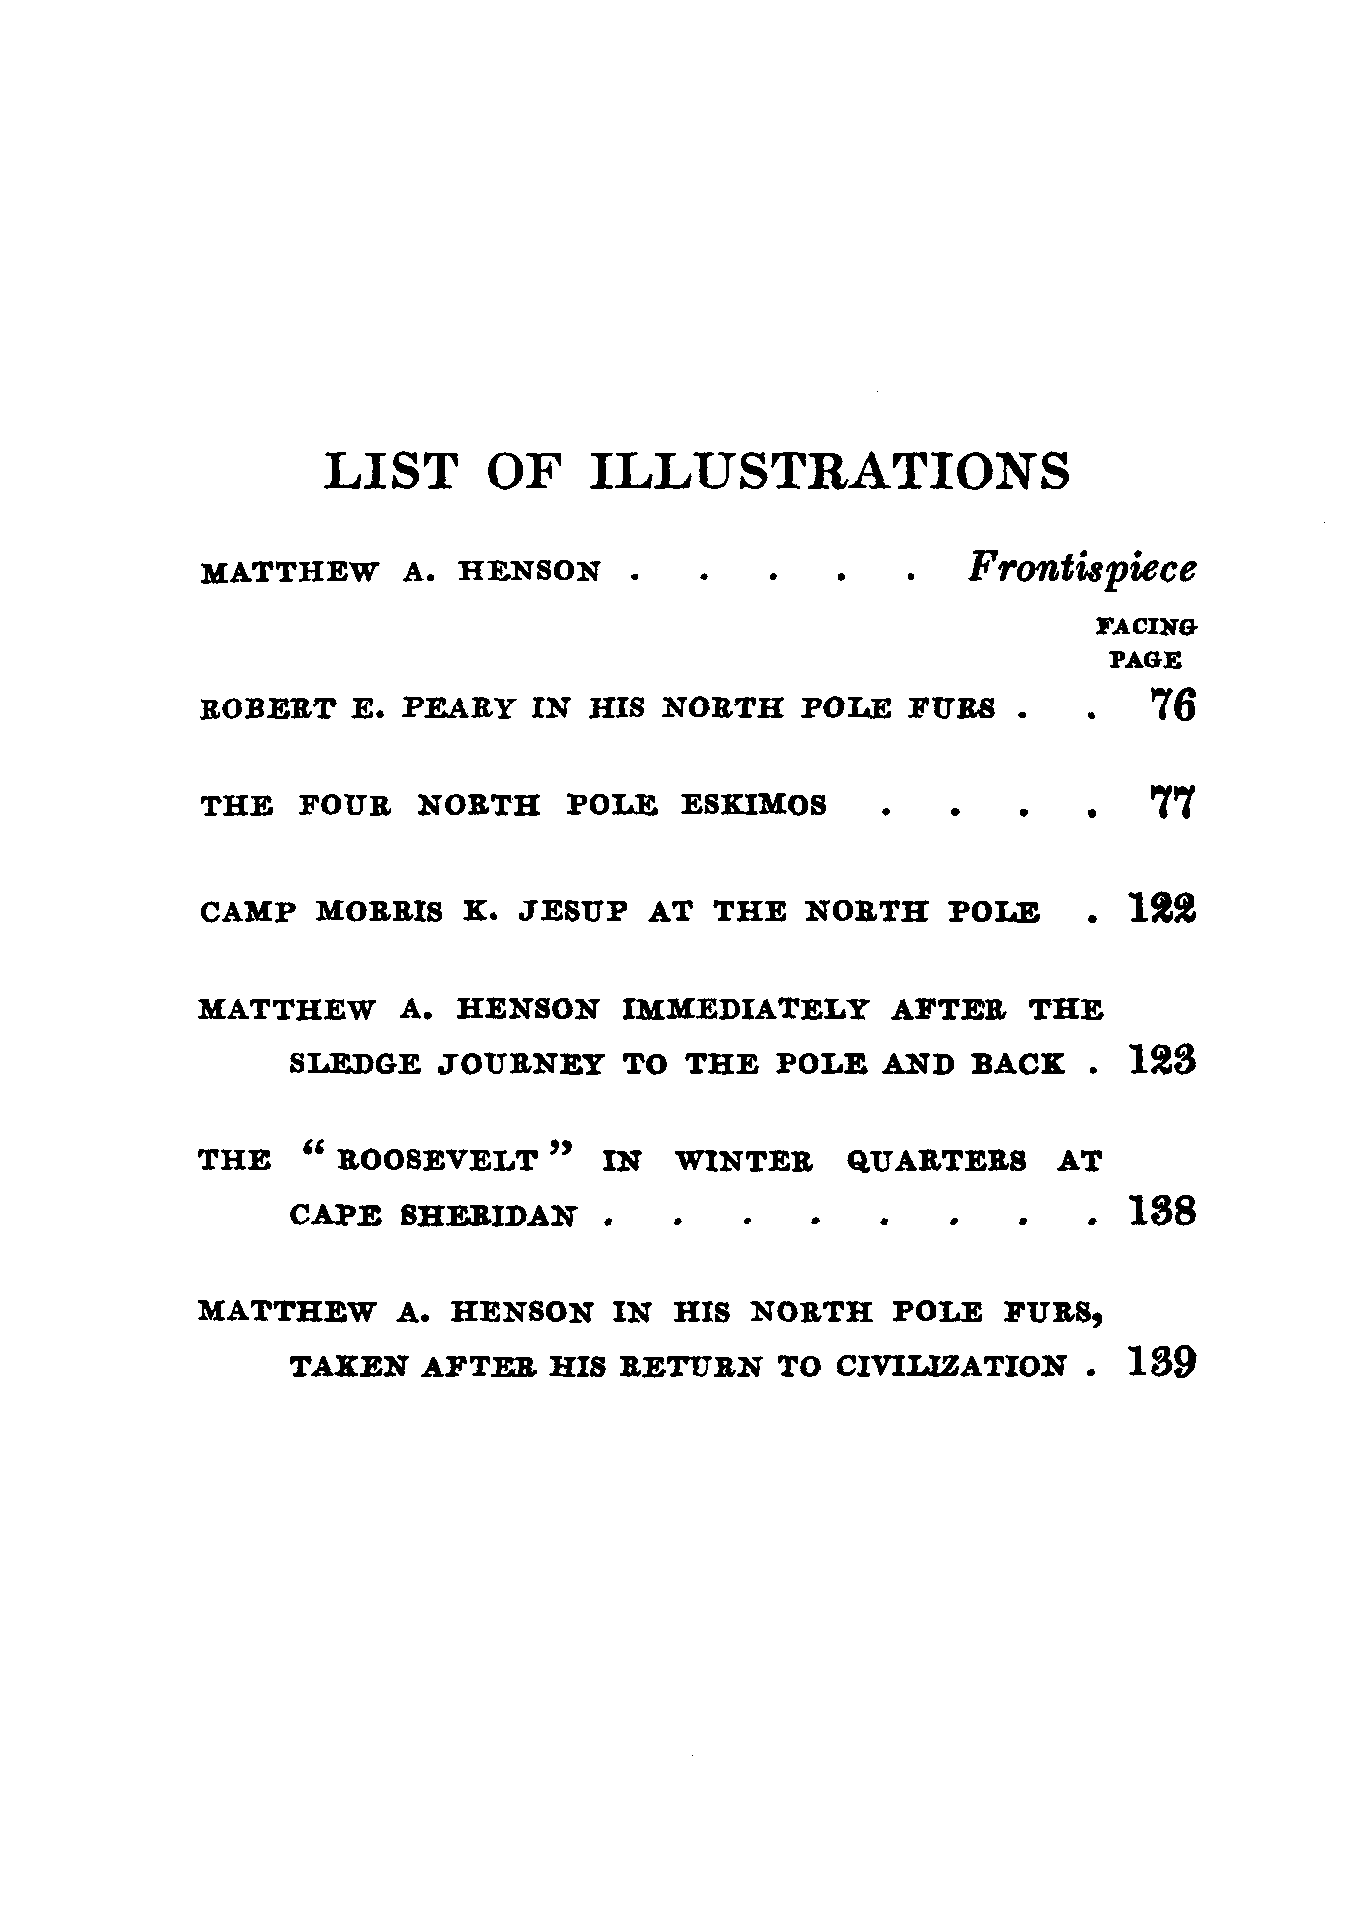 LIST OF ILLUSTRATIONS
MATTHEW A. HENSON . . . . . Frontispiece
FACING
PAGE
ROBERT E. PEARY IN HIS NORTH POLE FURS . . 76
THE FOUR NORTH POLE ESKIMOS . . . . 77
CAMP MORRIS K. JESUP AT THE NORTH POLE . 122
MATTHEW A. HENSON IMMEDIATELY AFTER THE
SLEDGE JOURNEY TO THE POLE AND BACK . 123
THE “ROOSEVELT” IN WINTER QUARTERS AT
CAPE SHERIDAN . . . . . . . . 138
MATTHEW A. HENSON IN HIS NORTH POLE FURS,
TAKEN AFTER HIS RETURN TO CIVILIZATION . 139